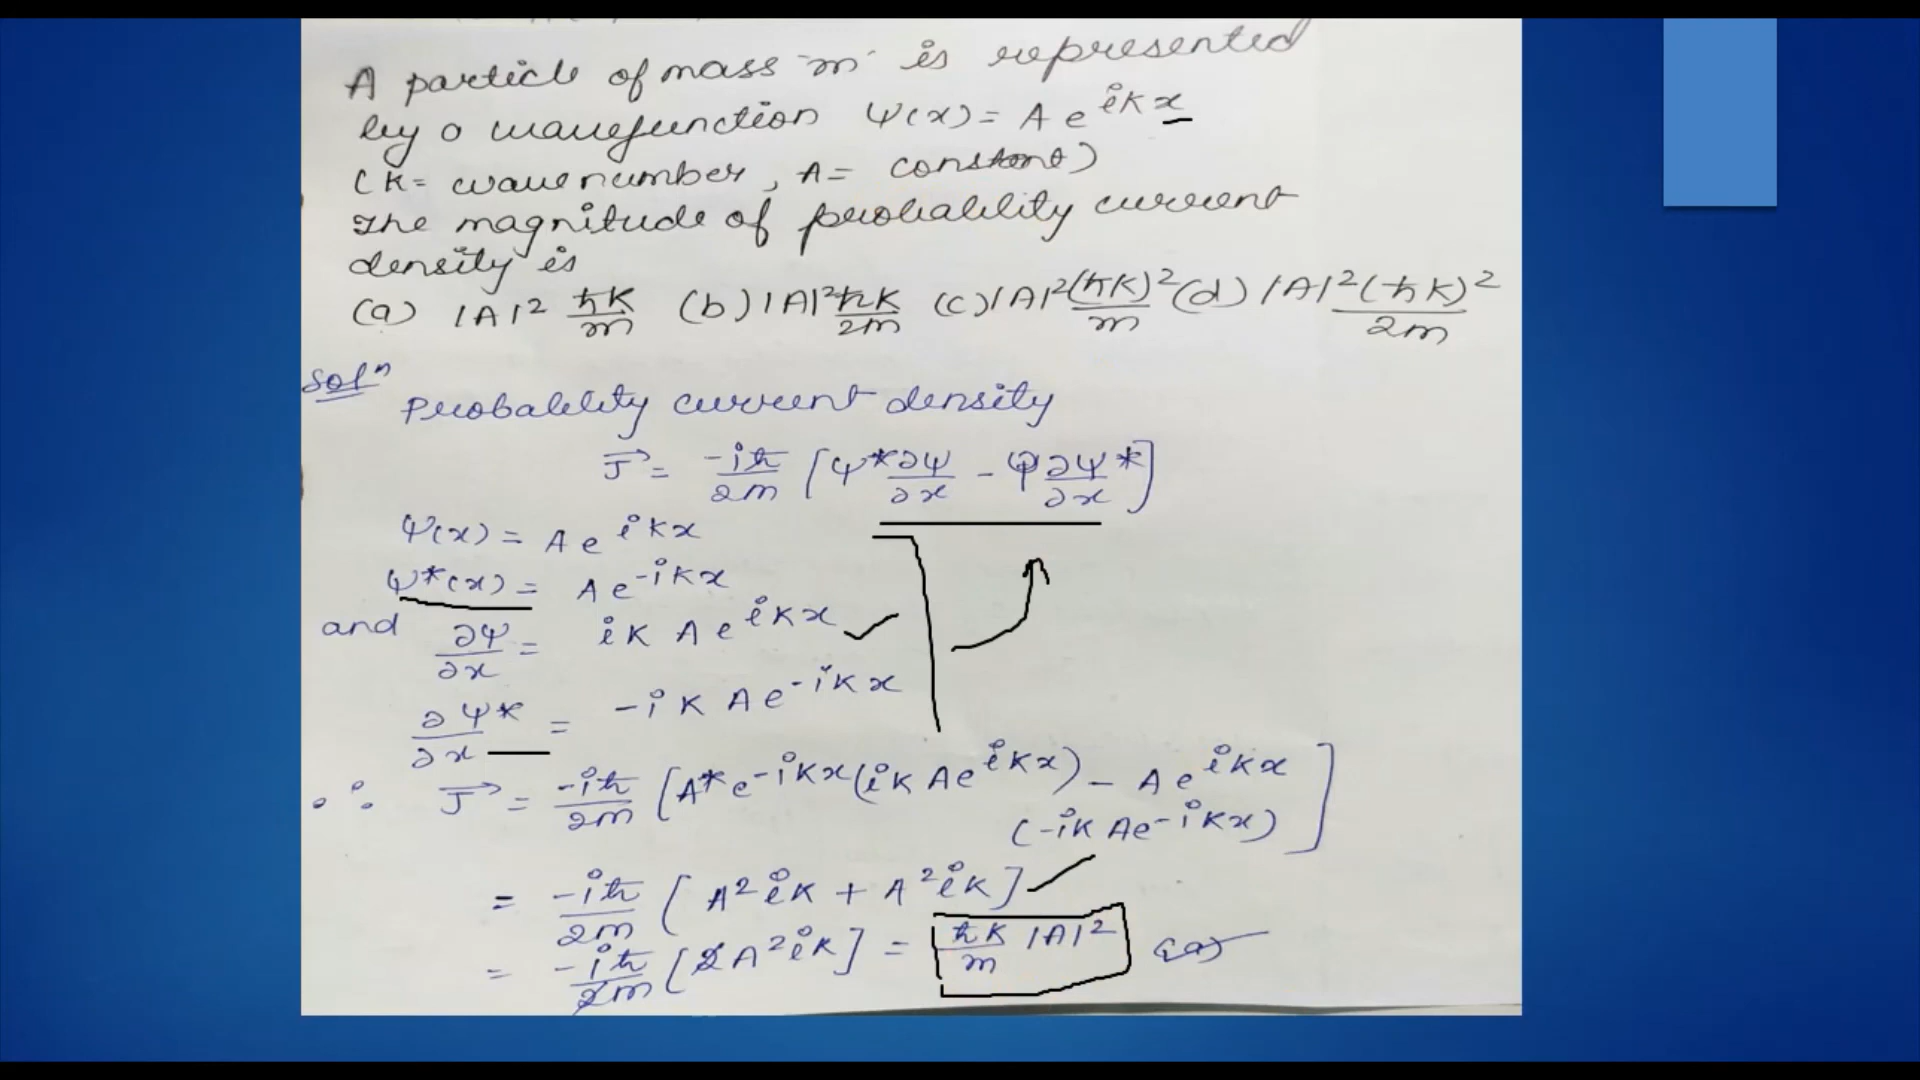 A particle of mass "m" is represented
by a wavefunction Ψ(x) = A e^{ikx}
(K = wavenumber, A = constant)
The magnitude of probability current
density is
(a) |A|² ħK/m (b) |A|² ħK/2m (c) |A|² (ħK)²/m (d) |A|² (ħK)²/2m
Solⁿ
Probability current density
J⃗ = -iħ/2m [Ψ* ∂Ψ/∂x - Ψ ∂Ψ*/∂x]
Ψ(x) = A e^{ikx}
Ψ*(x) = A e^{-ikx}
and ∂Ψ/∂x = iK A e^{iKx}
∂Ψ*/∂x = -iK A e^{-iKx}
∴ J⃗ = -iħ/2m [A* e^{-iKx} (iK A e^{iKx}) - A e^{iKx}
(-iK A e^{-iKx})]
= -iħ/2m [A² iK + A² iK]
= -iħ/2m [2A² iK] = ħK/m |A|² (a)